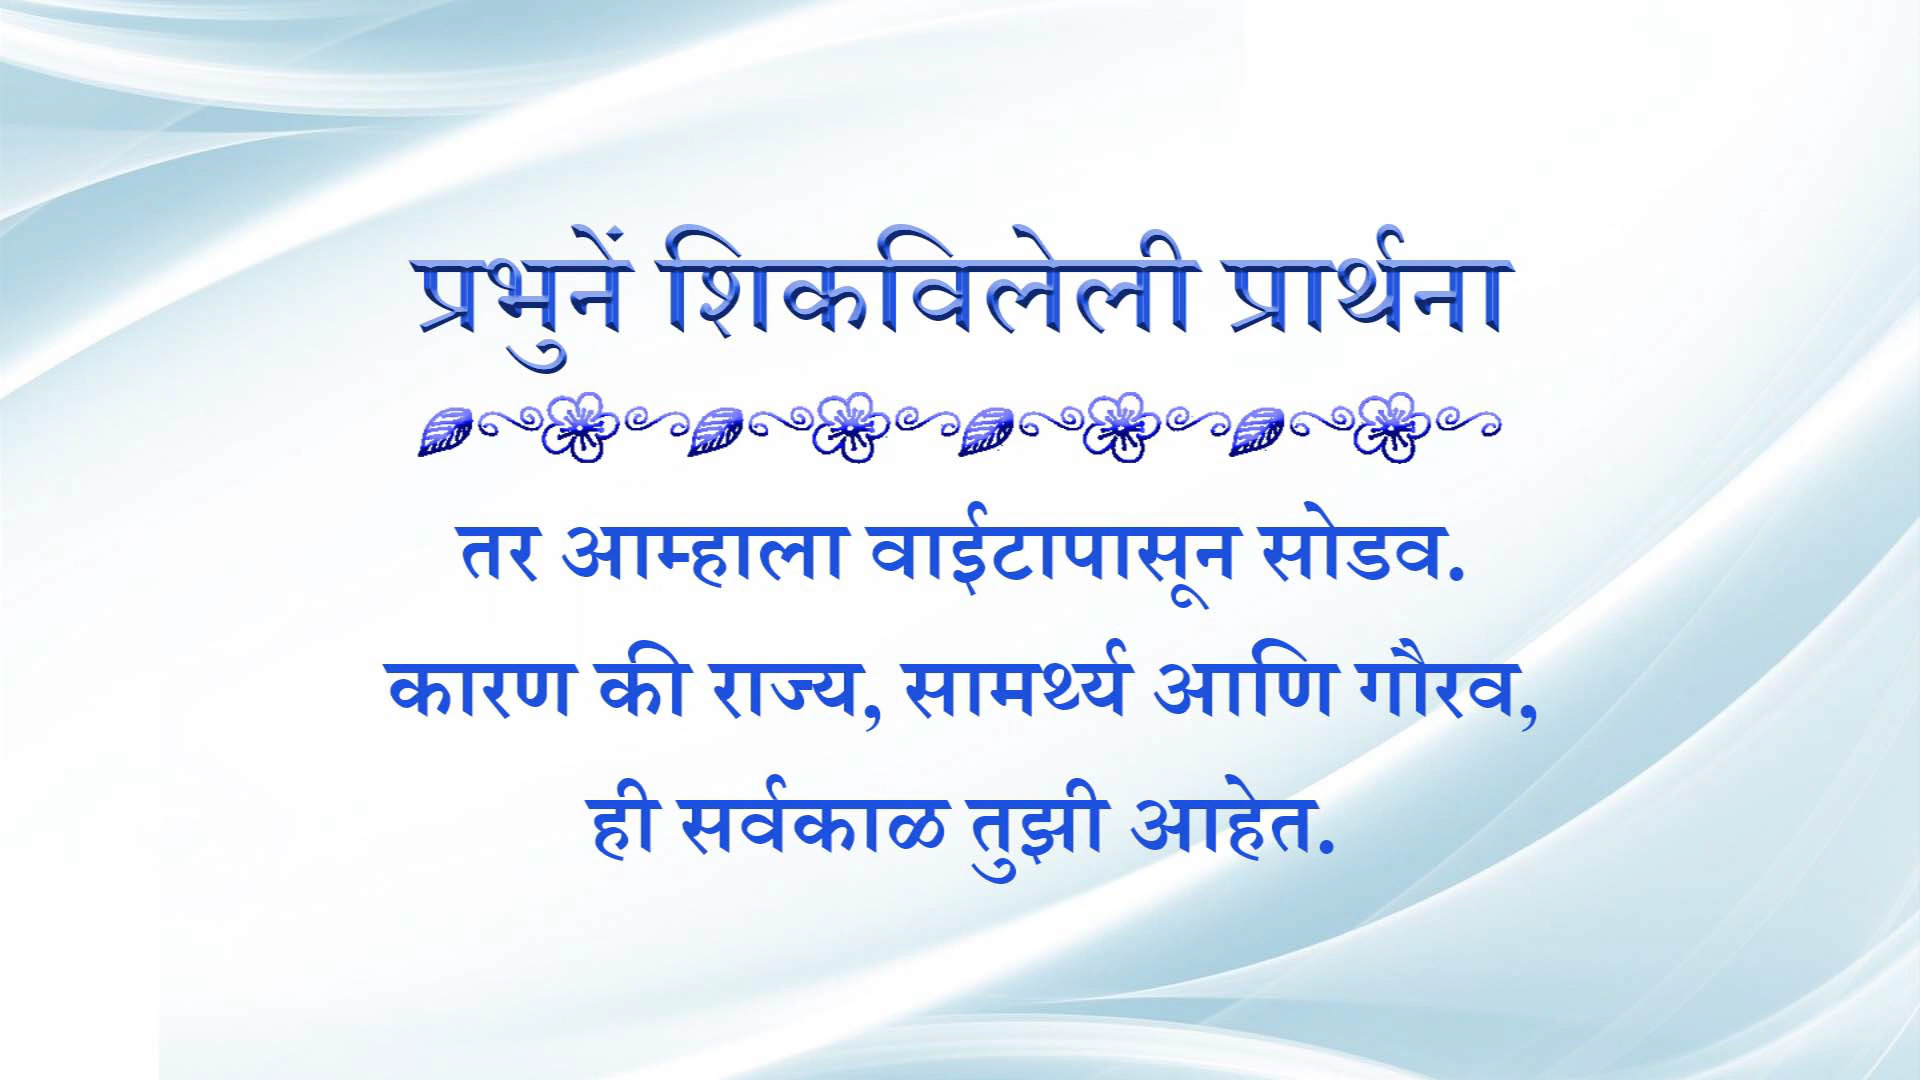 प्रभुनें शिकविलेली प्रार्थना
तर आम्हाला वाईटापासून सोडव.
कारण की राज्य, सामर्थ्य आणि गौरव,
ही सर्वकाळ तुझी आहेत.